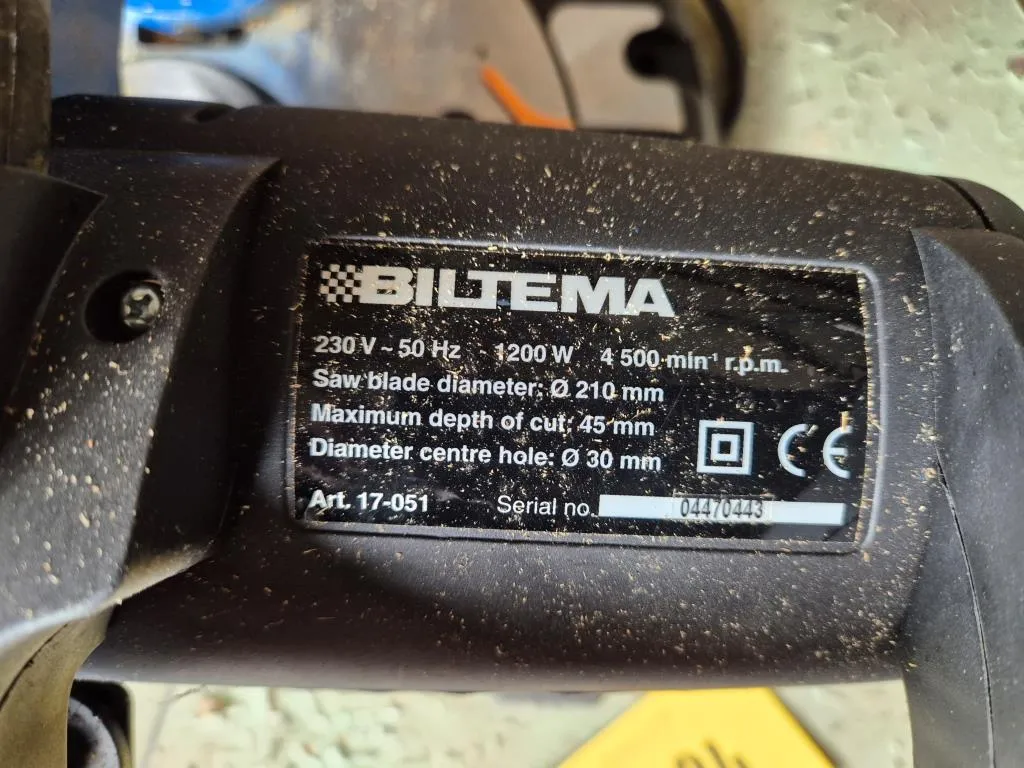 BILTEMA
230 V ~ 50 Hz 1200 W 4 500 min⁻¹ r.p.m.
Saw blade diameter: Ø 210 mm
Maximum depth of cut: 45 mm
Diameter centre hole: Ø 30 mm
CE
Art. 17-051 Serial no. 04470443